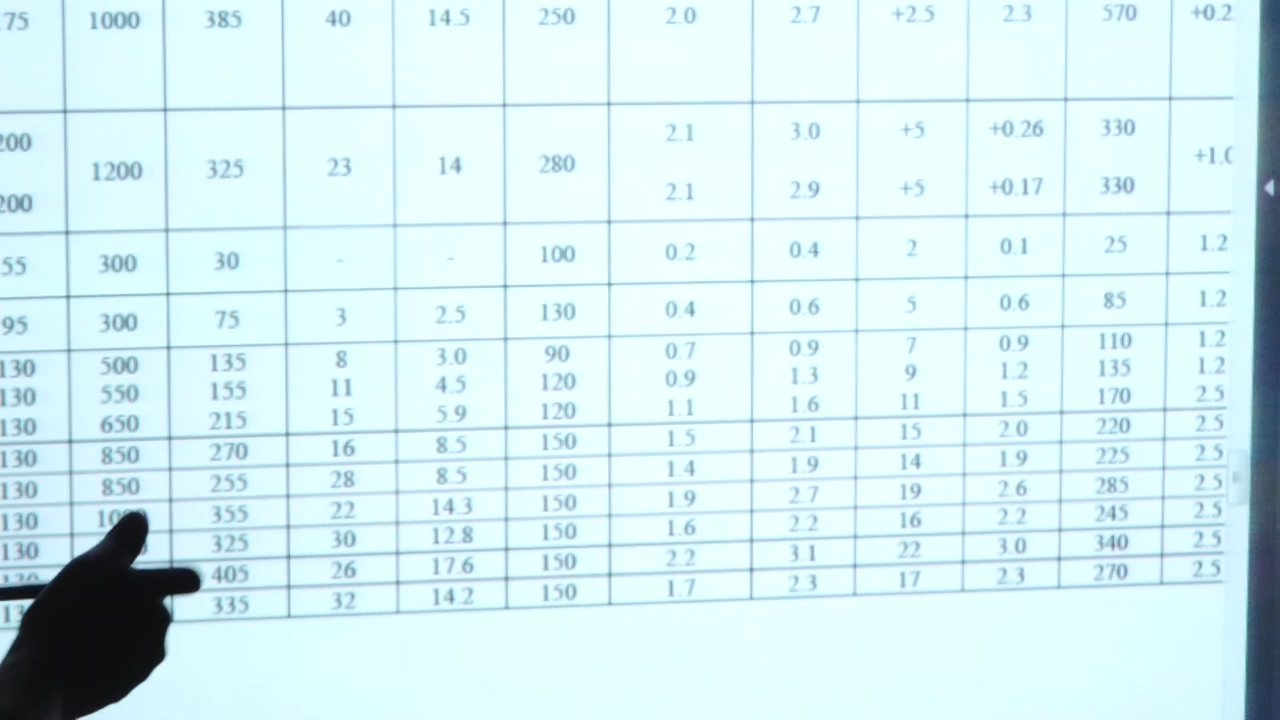 75 1000 385 40 14.5 250 2.0 2.7 +2.5 2.3 570 +0.2
200 2.1 3.0 +5 +0.26 330
1200 325 23 14 280 +1.0
200 2.1 2.9 +5 +0.17 330
55 300 30 - - 100 0.2 0.4 2 0.1 25 1.2
95 300 75 3 2.5 130 0.4 0.6 5 0.6 85 1.2
130 500 135 8 3.0 90 0.7 0.9 7 0.9 110 1.2
130 550 155 11 4.5 120 0.9 1.3 9 1.2 135 1.2
130 650 215 15 5.9 120 1.1 1.6 11 1.5 170 2.5
130 850 270 16 8.5 150 1.5 2.1 15 2.0 220 2.5
130 850 255 28 8.5 150 1.4 1.9 14 1.9 225 2.5
130 355 22 14.3 150 1.9 2.7 19 2.6 285 2.5
130 325 30 12.8 150 1.6 2.2 16 2.2 245 2.5
405 26 17.6 150 2.2 3.1 22 3.0 340 2.5
335 32 14.2 150 1.7 2.3 17 2.3 270 2.5